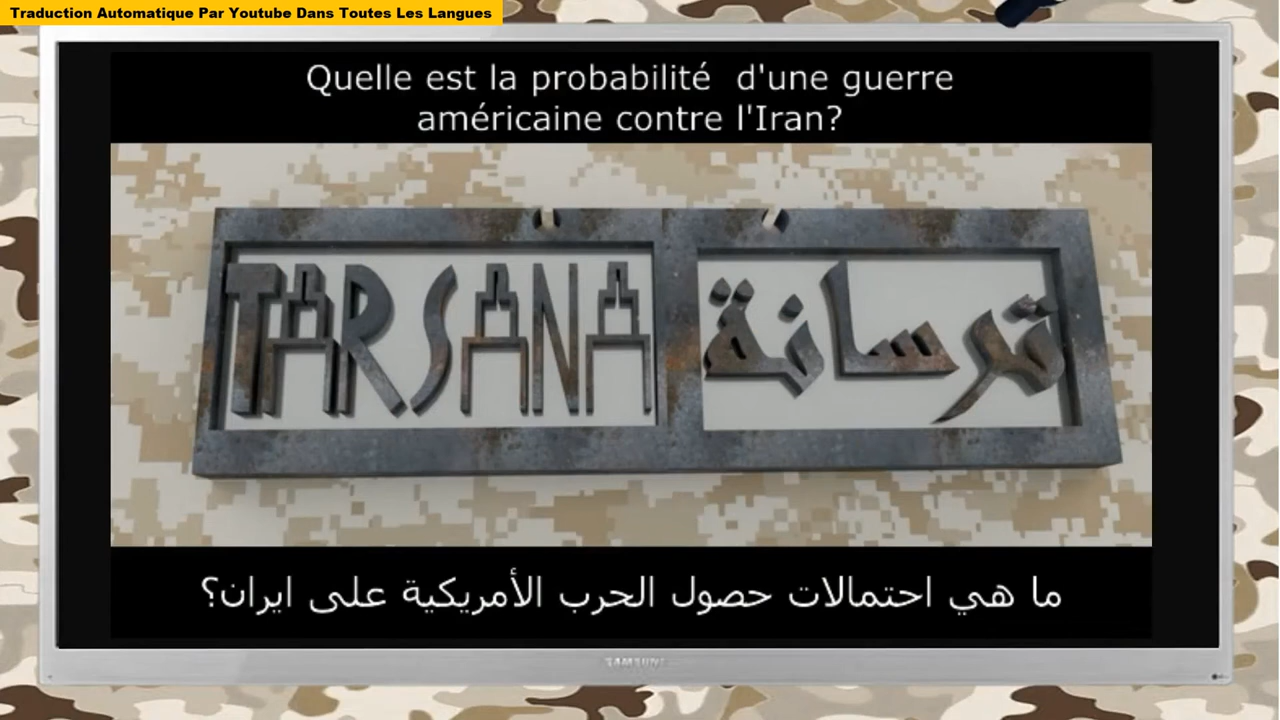 Traduction Automatique Par Youtube Dans Toutes Les Langues
Quelle est la probabilité d'une guerre
américaine contre l'Iran?
TARSANA ترسانة
ما هي احتمالات حصول الحرب الأمريكية على ايران؟
SAMSUNG